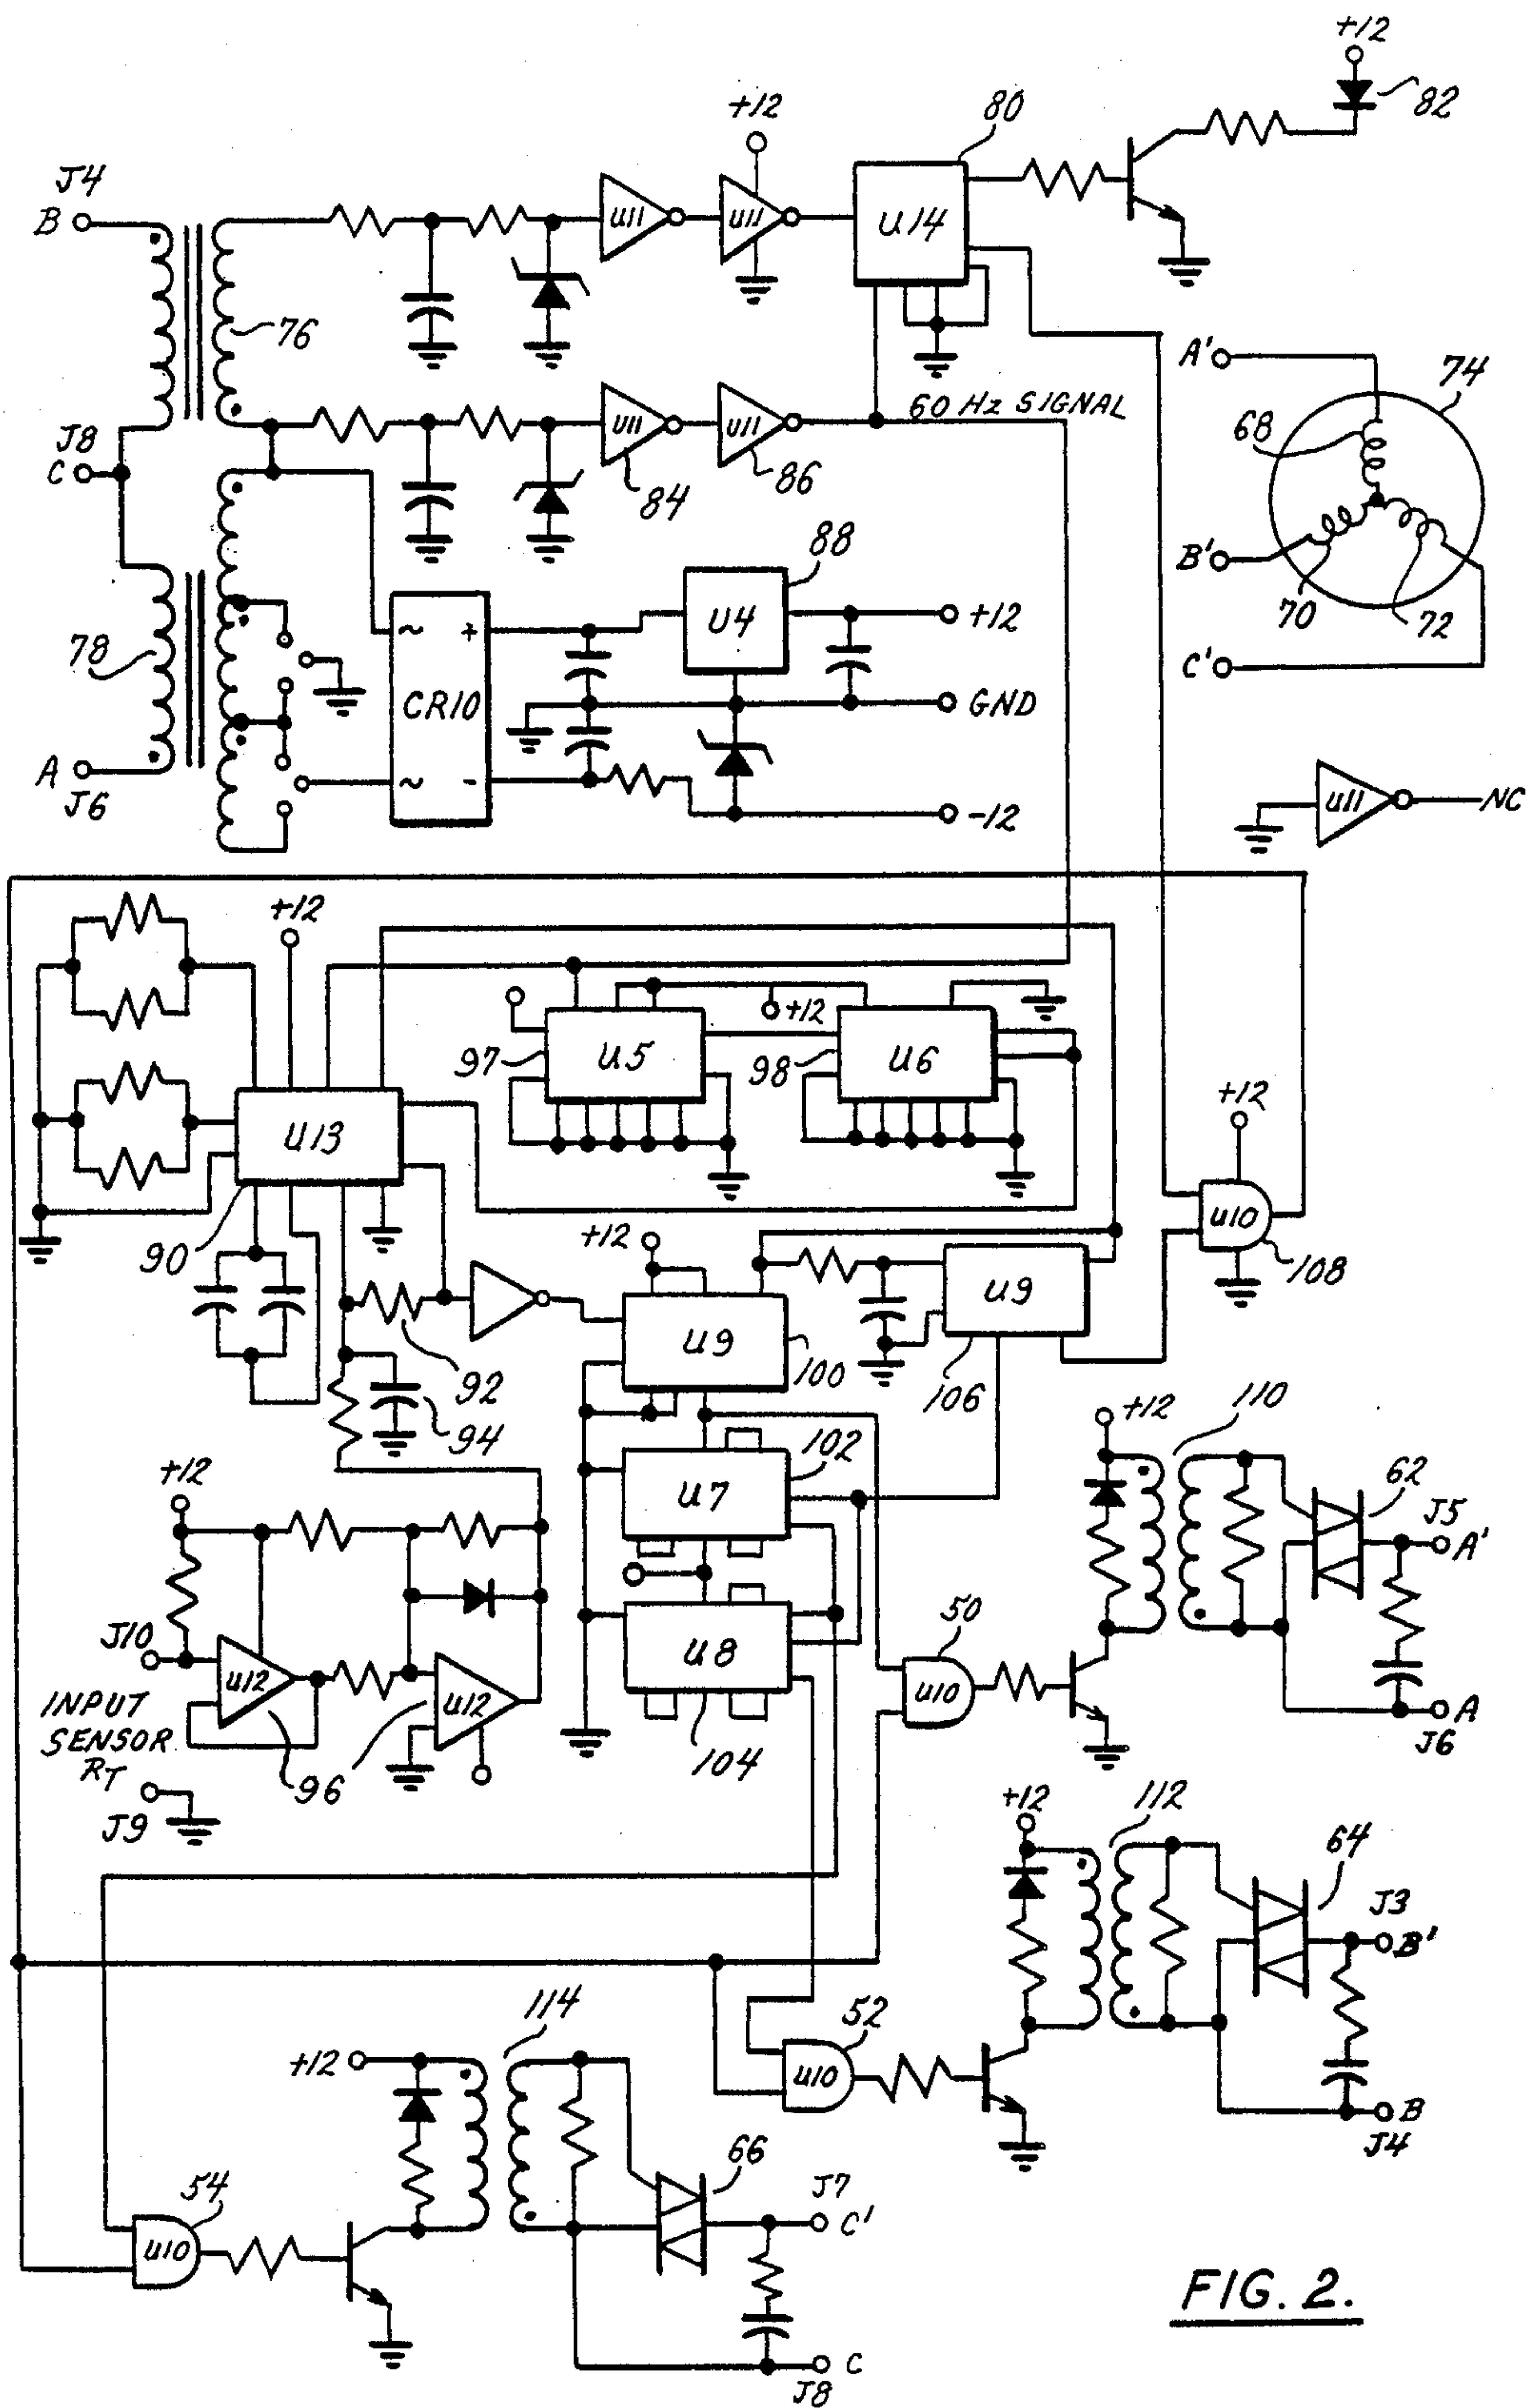 +12
82
80
+12
J4
B
U11
U11
U14
76
A'
74
60 Hz SIGNAL
68
J8
C
U11
U11
84
86
88
B'
70
72
U4
+12
78
~ +
C'
CR10
GND
A
J6
~ -
-12
U11
NC
+12
+12
97
U5
98
U6
+12
U13
90
+12
U10
108
U9
U9
92
100
106
94
110
+12
102
+12
U7
62
J5
A'
50
J10
U12
U12
U8
U10
INPUT
SENSOR
RT
96
104
A
J6
J9
+12
112
64
J3
B'
114
52
+12
U10
B
J4
66
54
J7
C'
U10
FIG. 2.
C
J8